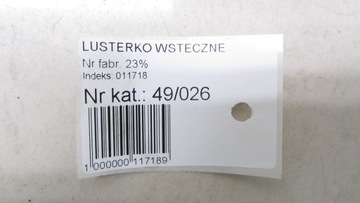 LUSTERKO WSTECZNE
Nr fabr. 23%
Indeks: 011718
Nr kat.: 49/026
1 000000 117189